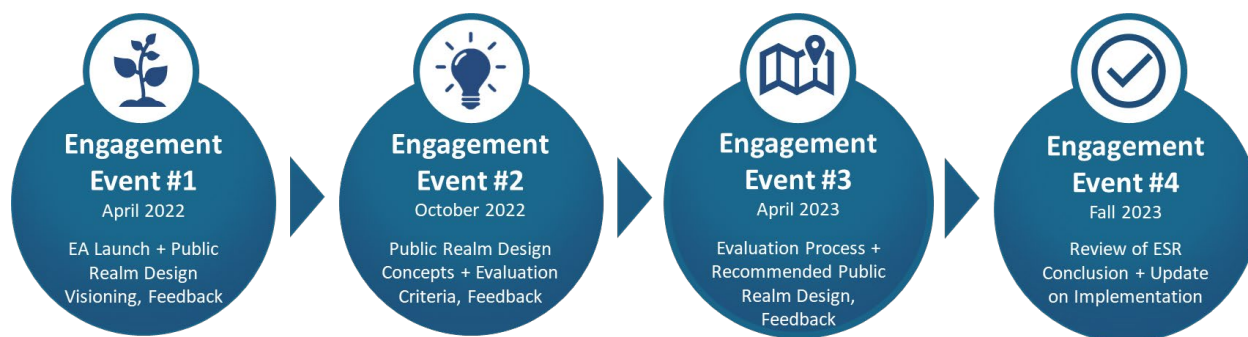 Engagement
Event #1
April 2022
EA Launch + Public
Realm Design
Visioning, Feedback
Engagement
Event #2
October 2022
Public Realm Design
Concepts + Evaluation
Criteria, Feedback
Engagement
Event #3
April 2023
Evaluation Process +
Recommended Public
Realm Design,
Feedback
Engagement
Event #4
Fall 2023
Review of ESR
Conclusion + Update
on Implementation